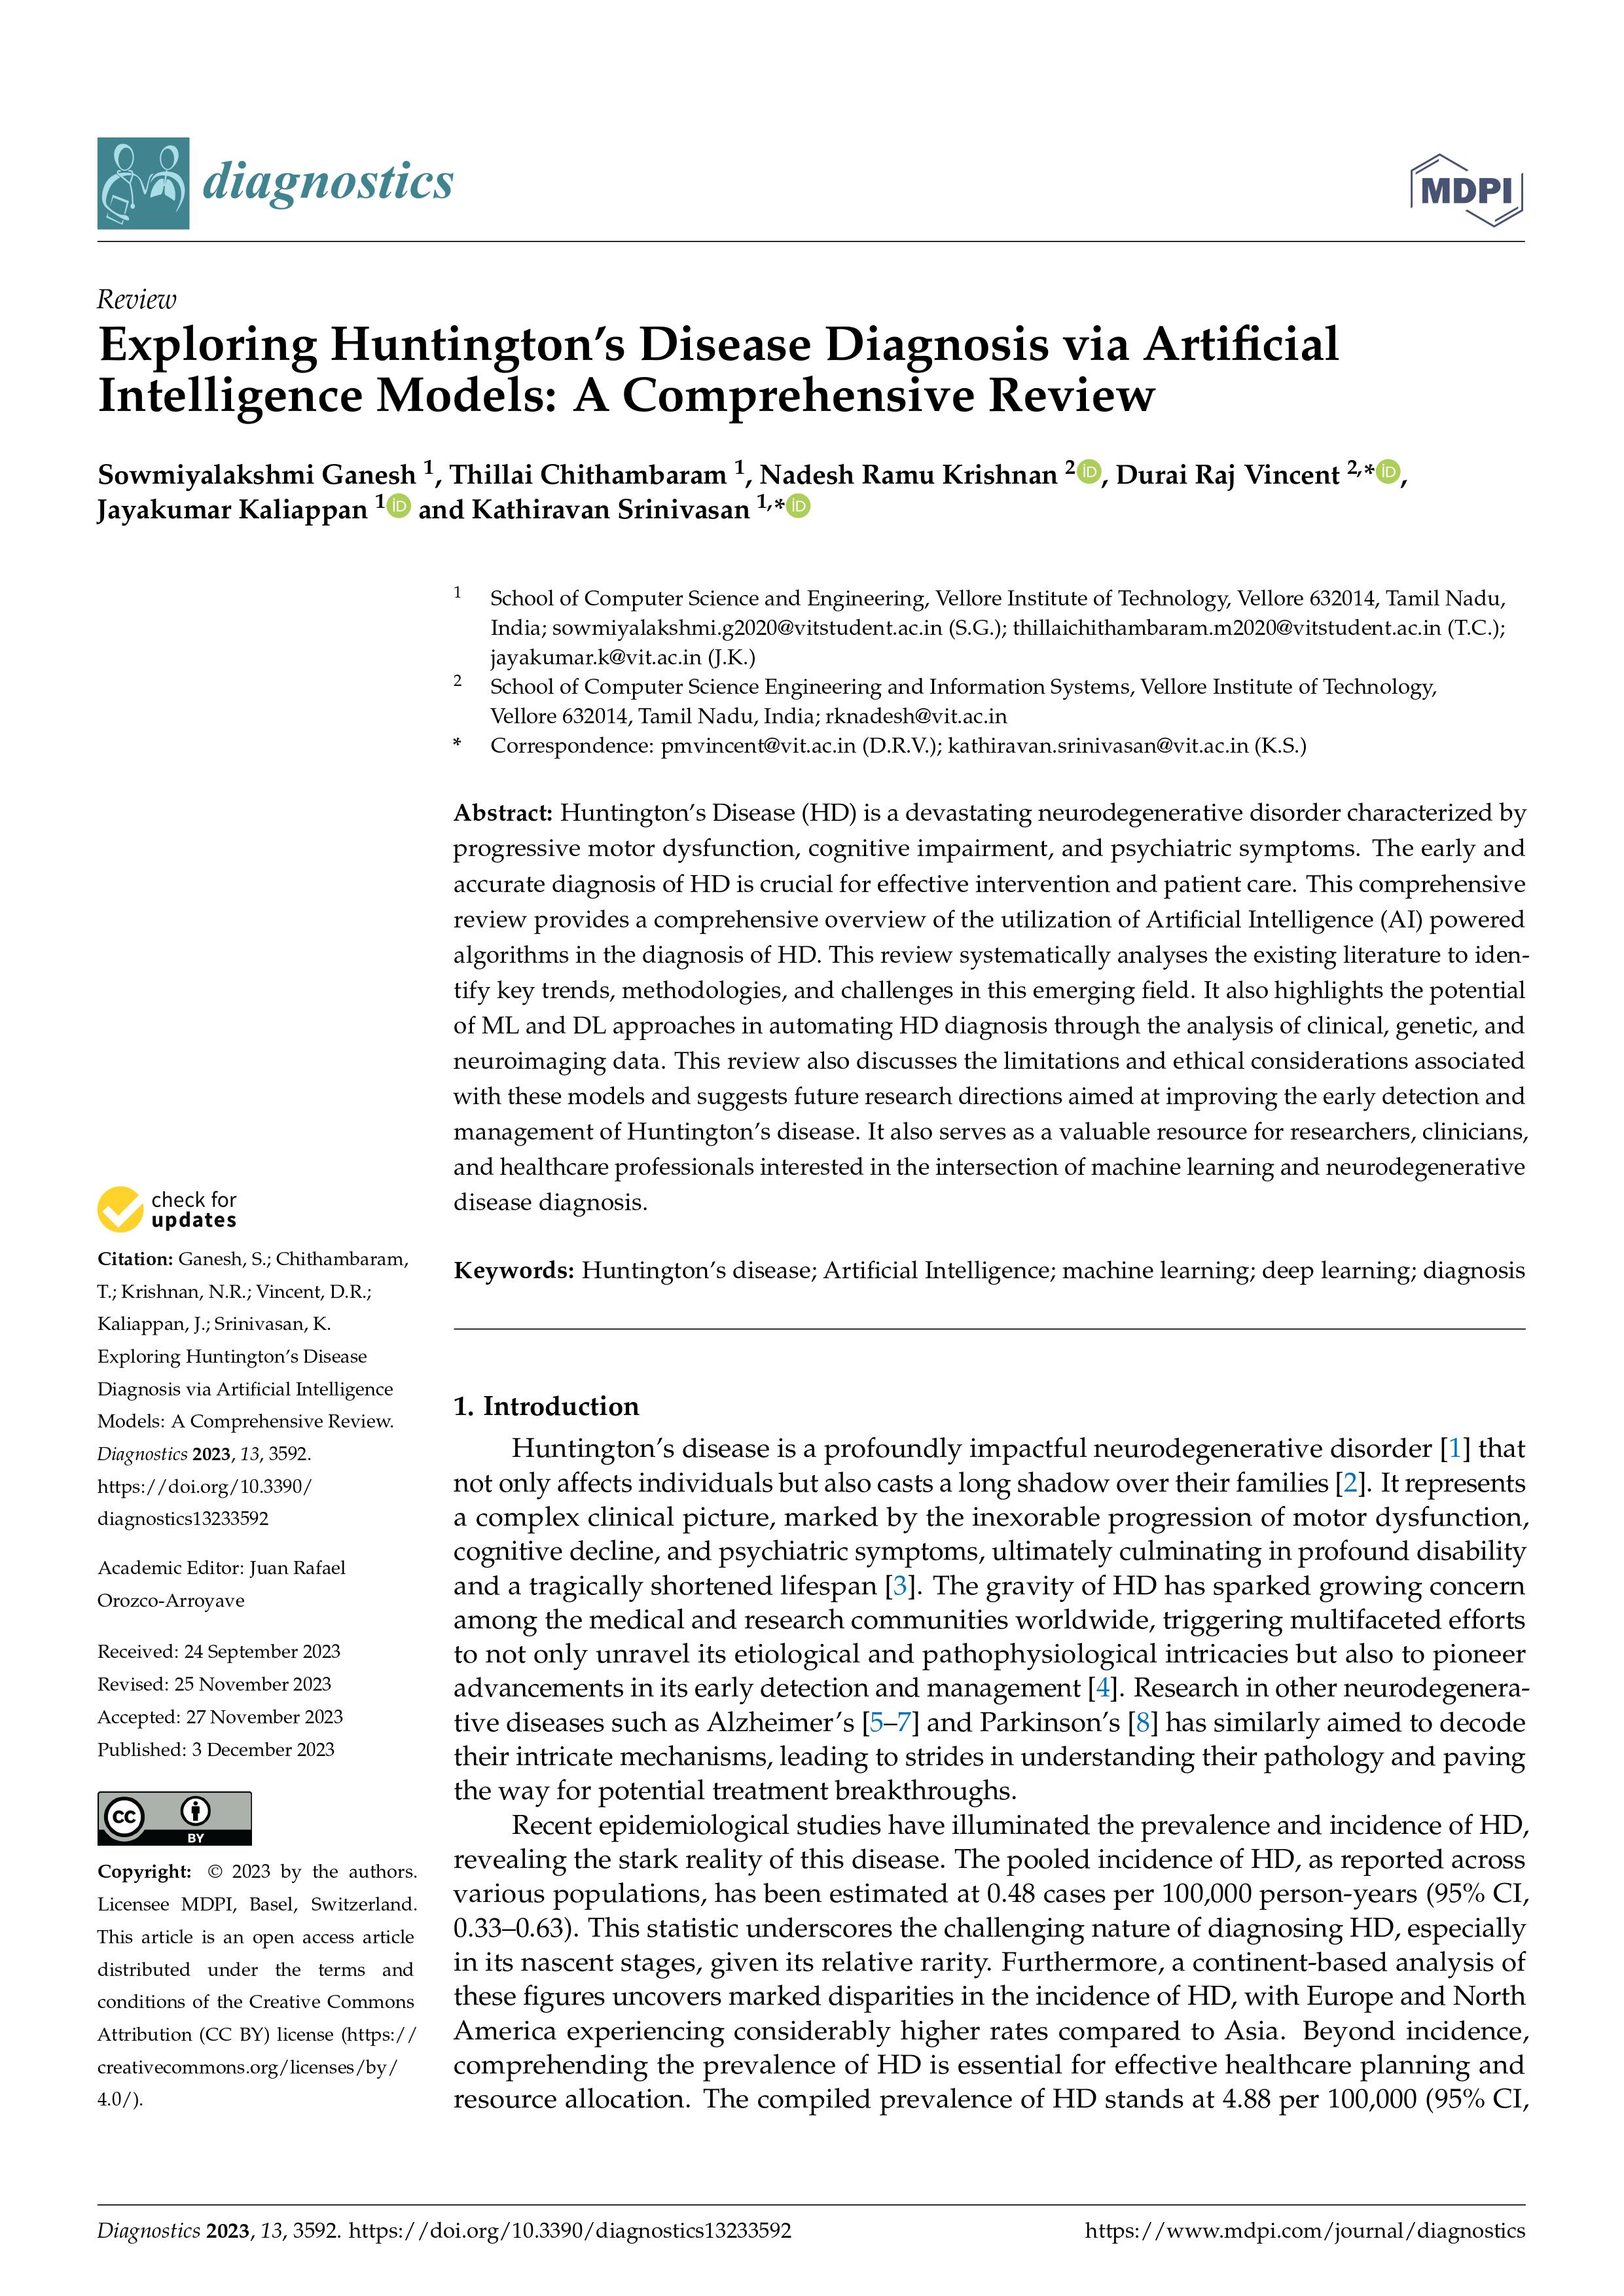 diagnostics
MDPI
Review
Exploring Huntington’s Disease Diagnosis via Artificial
Intelligence Models: A Comprehensive Review
Sowmiyalakshmi Ganesh 1, Thillai Chithambaram 1, Nadesh Ramu Krishnan 2 iD, Durai Raj Vincent 2,* iD,
Jayakumar Kaliappan 1 iD and Kathiravan Srinivasan 1,* iD
1 School of Computer Science and Engineering, Vellore Institute of Technology, Vellore 632014, Tamil Nadu,
India; sowmiyalakshmi.g2020@vitstudent.ac.in (S.G.); thillaichithambaram.m2020@vitstudent.ac.in (T.C.);
jayakumar.k@vit.ac.in (J.K.)
2 School of Computer Science Engineering and Information Systems, Vellore Institute of Technology,
Vellore 632014, Tamil Nadu, India; rknadesh@vit.ac.in
* Correspondence: pmvincent@vit.ac.in (D.R.V.); kathiravan.srinivasan@vit.ac.in (K.S.)
Abstract: Huntington’s Disease (HD) is a devastating neurodegenerative disorder characterized by
progressive motor dysfunction, cognitive impairment, and psychiatric symptoms. The early and
accurate diagnosis of HD is crucial for effective intervention and patient care. This comprehensive
review provides a comprehensive overview of the utilization of Artificial Intelligence (AI) powered
algorithms in the diagnosis of HD. This review systematically analyses the existing literature to iden-
tify key trends, methodologies, and challenges in this emerging field. It also highlights the potential
of ML and DL approaches in automating HD diagnosis through the analysis of clinical, genetic, and
neuroimaging data. This review also discusses the limitations and ethical considerations associated
with these models and suggests future research directions aimed at improving the early detection and
management of Huntington’s disease. It also serves as a valuable resource for researchers, clinicians,
and healthcare professionals interested in the intersection of machine learning and neurodegenerative
disease diagnosis.
Keywords: Huntington’s disease; Artificial Intelligence; machine learning; deep learning; diagnosis
check for
updates
Citation: Ganesh, S.; Chithambaram,
T.; Krishnan, N.R.; Vincent, D.R.;
Kaliappan, J.; Srinivasan, K.
Exploring Huntington’s Disease
Diagnosis via Artificial Intelligence
Models: A Comprehensive Review.
Diagnostics 2023, 13, 3592.
https://doi.org/10.3390/
diagnostics13233592
Academic Editor: Juan Rafael
Orozco-Arroyave
Received: 24 September 2023
Revised: 25 November 2023
Accepted: 27 November 2023
Published: 3 December 2023
cc
BY
Copyright: © 2023 by the authors.
Licensee MDPI, Basel, Switzerland.
This article is an open access article
distributed under the terms and
conditions of the Creative Commons
Attribution (CC BY) license (https://
creativecommons.org/licenses/by/
4.0/).
1. Introduction
Huntington’s disease is a profoundly impactful neurodegenerative disorder [1] that
not only affects individuals but also casts a long shadow over their families [2]. It represents
a complex clinical picture, marked by the inexorable progression of motor dysfunction,
cognitive decline, and psychiatric symptoms, ultimately culminating in profound disability
and a tragically shortened lifespan [3]. The gravity of HD has sparked growing concern
among the medical and research communities worldwide, triggering multifaceted efforts
to not only unravel its etiological and pathophysiological intricacies but also to pioneer
advancements in its early detection and management [4]. Research in other neurodegenera-
tive diseases such as Alzheimer’s [5–7] and Parkinson’s [8] has similarly aimed to decode
their intricate mechanisms, leading to strides in understanding their pathology and paving
the way for potential treatment breakthroughs.
Recent epidemiological studies have illuminated the prevalence and incidence of HD,
revealing the stark reality of this disease. The pooled incidence of HD, as reported across
various populations, has been estimated at 0.48 cases per 100,000 person-years (95% CI,
0.33–0.63). This statistic underscores the challenging nature of diagnosing HD, especially
in its nascent stages, given its relative rarity. Furthermore, a continent-based analysis of
these figures uncovers marked disparities in the incidence of HD, with Europe and North
America experiencing considerably higher rates compared to Asia. Beyond incidence,
comprehending the prevalence of HD is essential for effective healthcare planning and
resource allocation. The compiled prevalence of HD stands at 4.88 per 100,000 (95% CI,
Diagnostics 2023, 13, 3592. https://doi.org/10.3390/diagnostics13233592
https://www.mdpi.com/journal/diagnostics